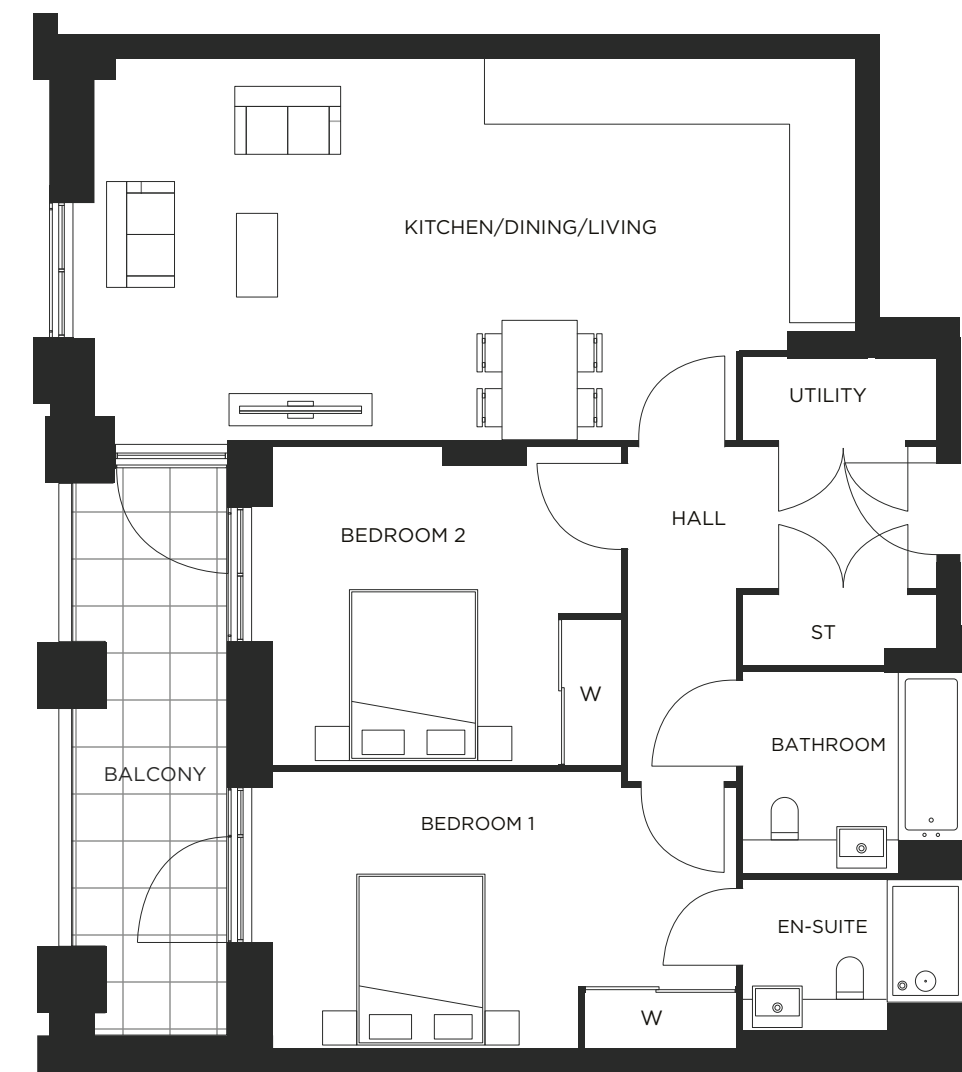 KITCHEN/DINING/LIVING
UTILITY
HALL
BEDROOM 2
ST
W
BATHROOM
BALCONY
BEDROOM 1
EN-SUITE
W